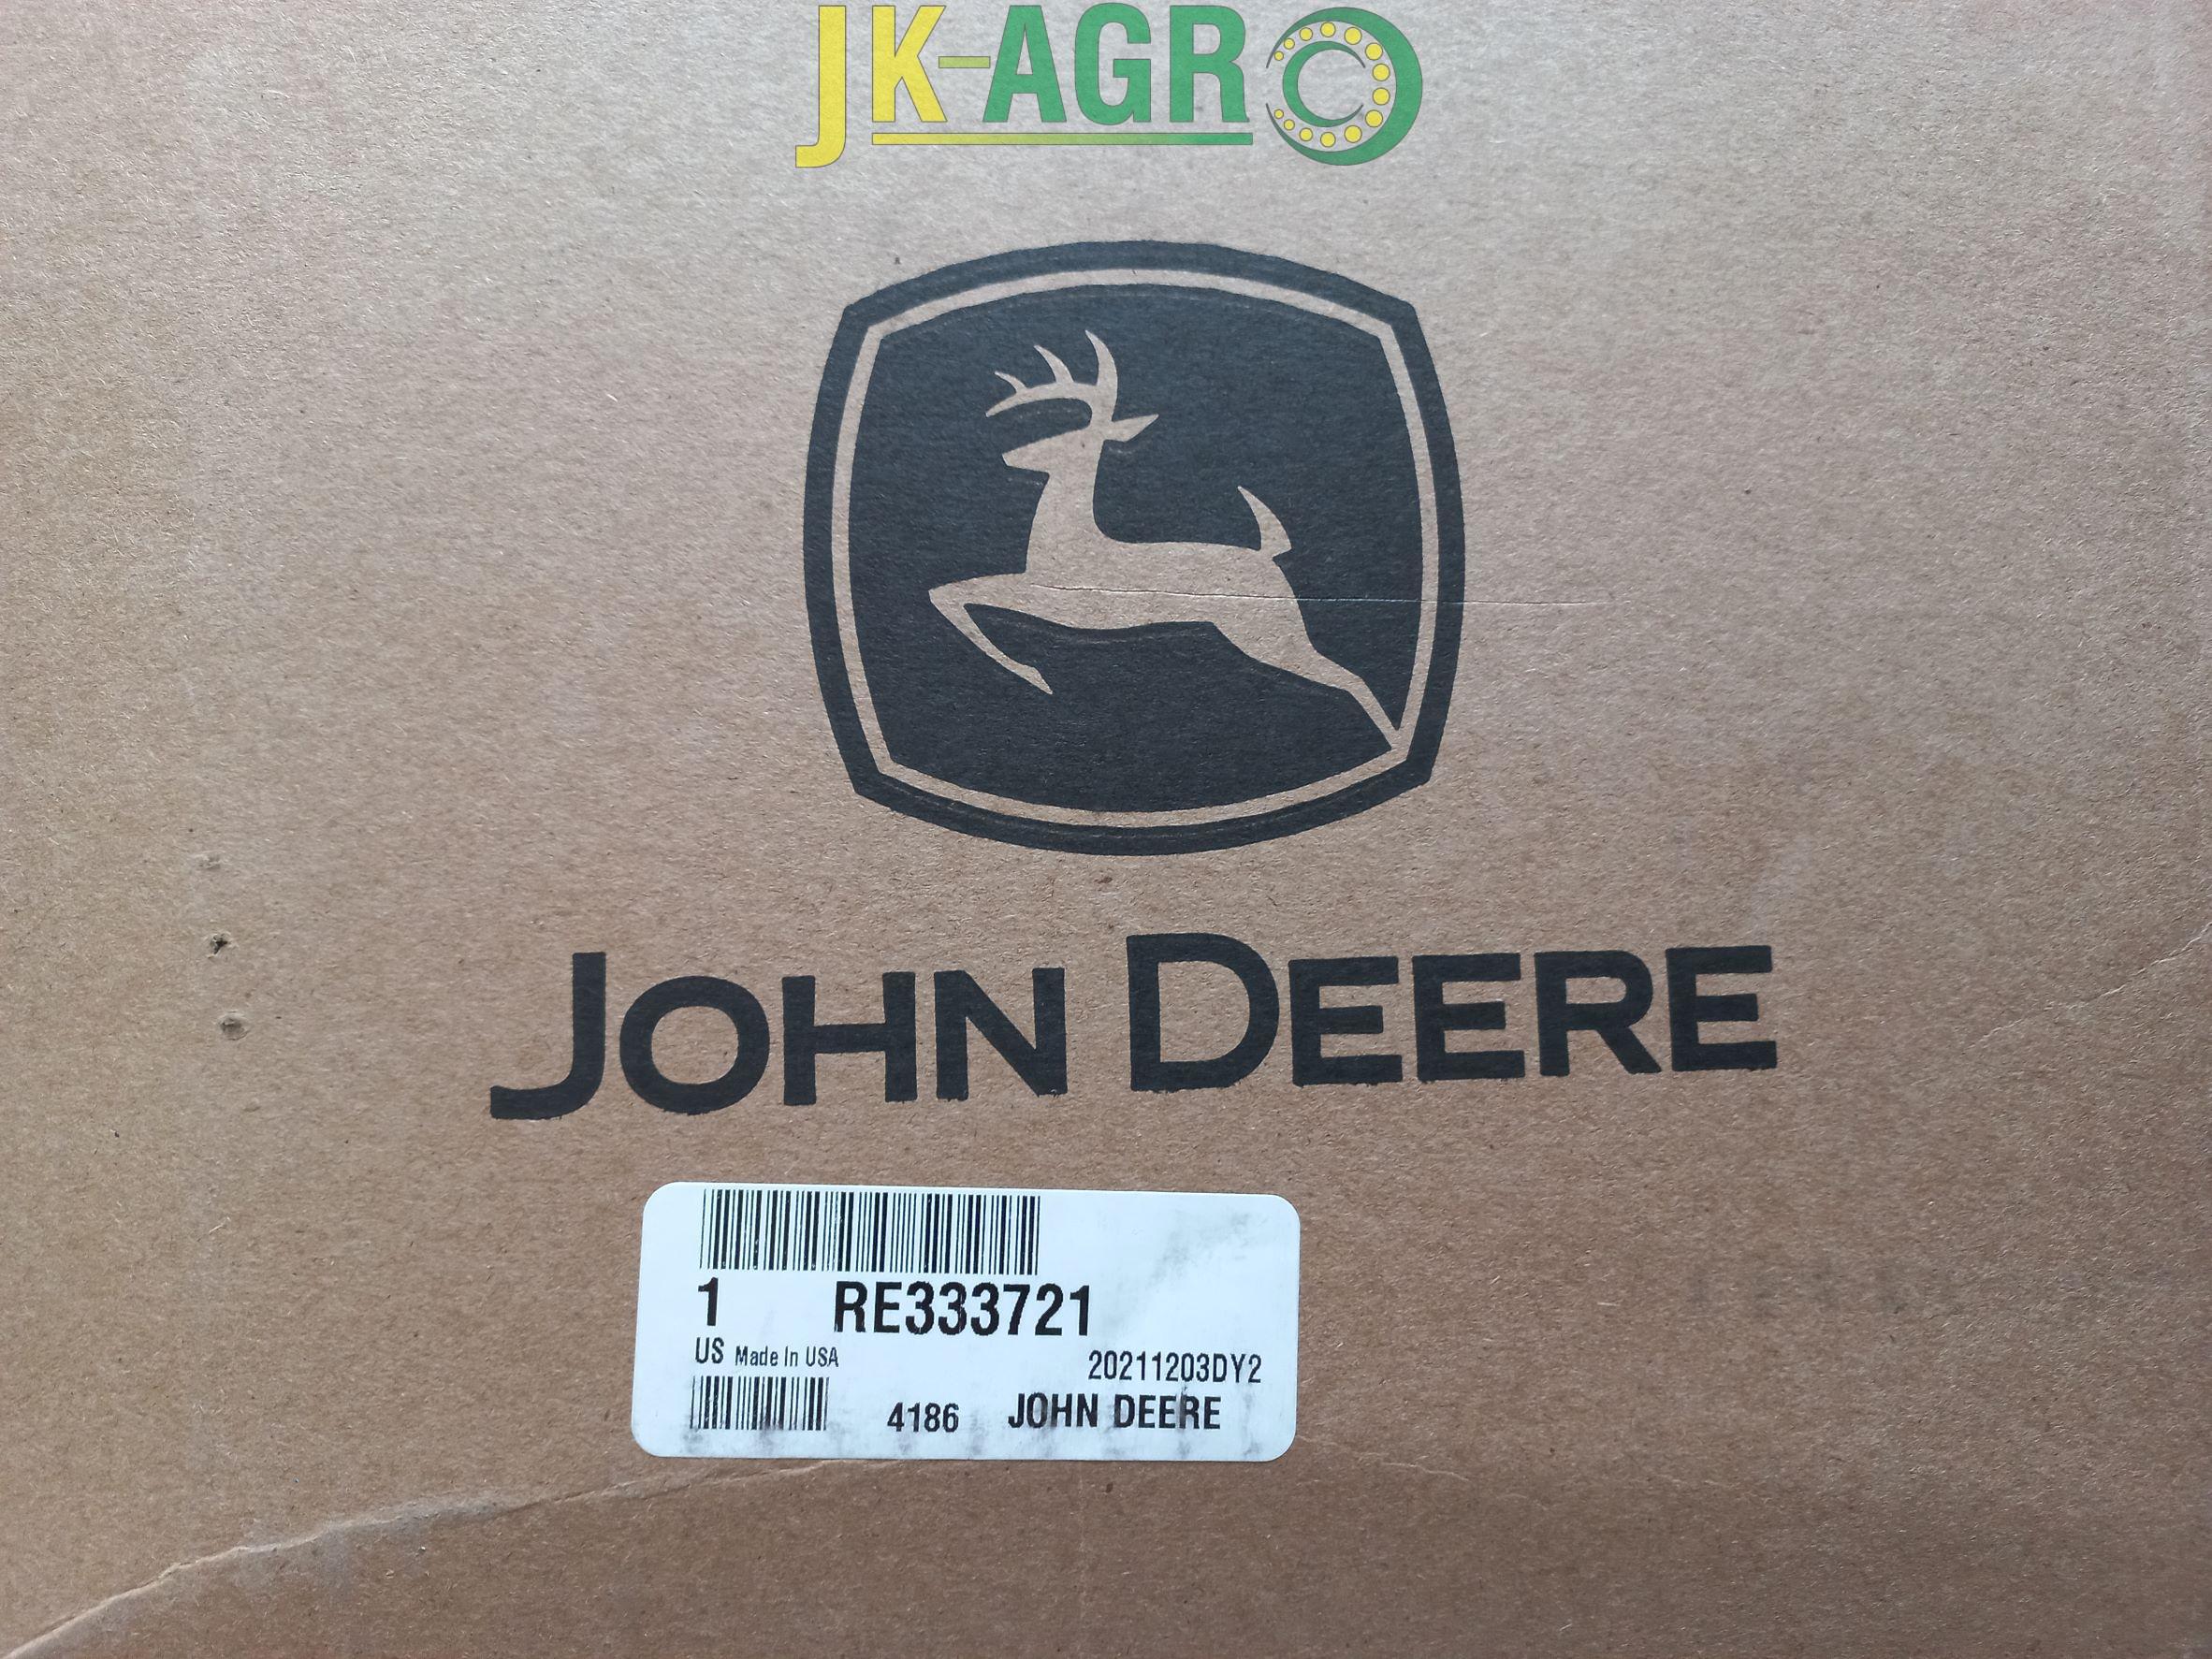 JK-AGRO
JOHN DEERE
1 RE333721
US Made In USA
20211203DY2
4186 JOHN DEERE